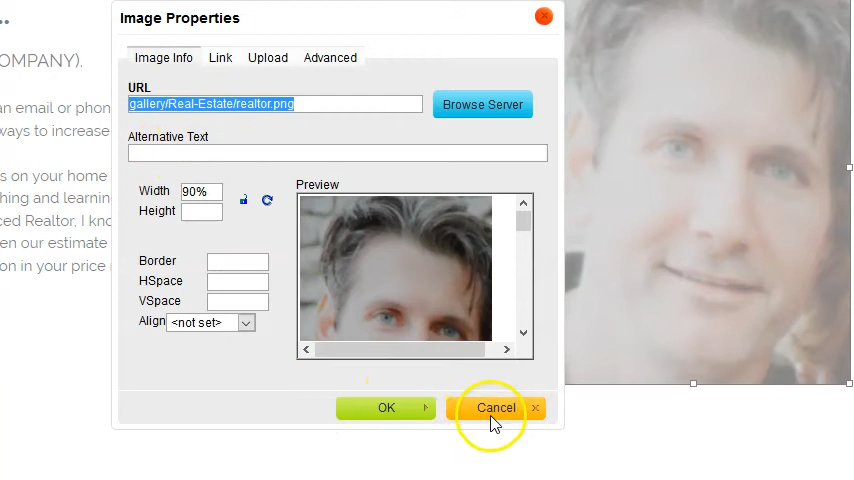 ..
Image Properties
OMPANY).
Image Info Link Upload Advanced
URL
gallery/Real-Estate/realtor.png
Browse Server
an email or phon
ways to increase
Alternative Text
s on your home
Width 90%
Height
Preview
hing and learnin
ced Realtor, I kno
en our estimate
on in your price
Border
HSpace
VSpace
Align <not set>
OK
Cancel